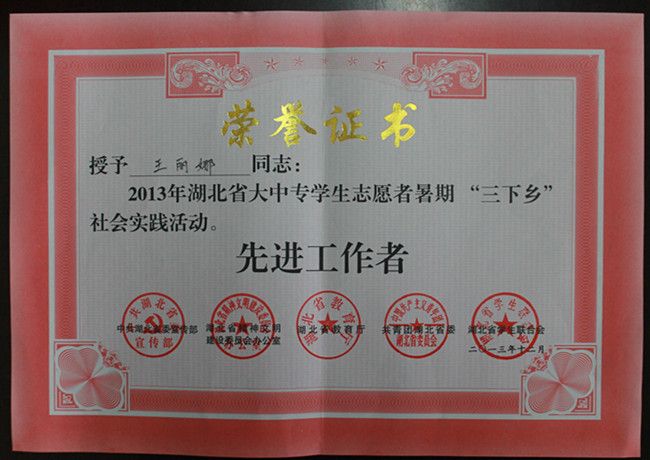 荣誉证书
授予 王丽娜 同志：
2013年湖北省大中专学生志愿者暑期“三下乡”
社会实践活动。
先进工作者
中共湖北省委宣传部 湖北省精神文明建设委员会办公室 湖北省教育厅 共青团湖北省委 湖北省学生联合会
二〇一三年十二月